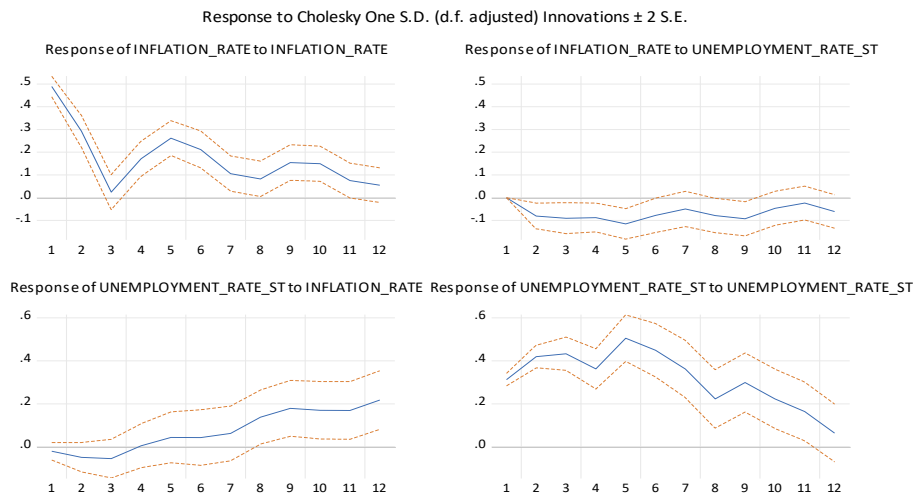 Response to Cholesky One S.D. (d.f. adjusted) Innovations ± 2 S.E.
Response of INFLATION_RATE to INFLATION_RATE
.5
.4
.3
.2
.1
.0
-.1
1 2 3 4 5 6 7 8 9 10 11 12
Response of INFLATION_RATE to UNEMPLOYMENT_RATE_ST
.5
.4
.3
.2
.1
.0
-.1
1 2 3 4 5 6 7 8 9 10 11 12
Response of UNEMPLOYMENT_RATE_ST to INFLATION_RATE
.6
.4
.2
.0
1 2 3 4 5 6 7 8 9 10 11 12
Response of UNEMPLOYMENT_RATE_ST to UNEMPLOYMENT_RATE_ST
.6
.4
.2
.0
1 2 3 4 5 6 7 8 9 10 11 12